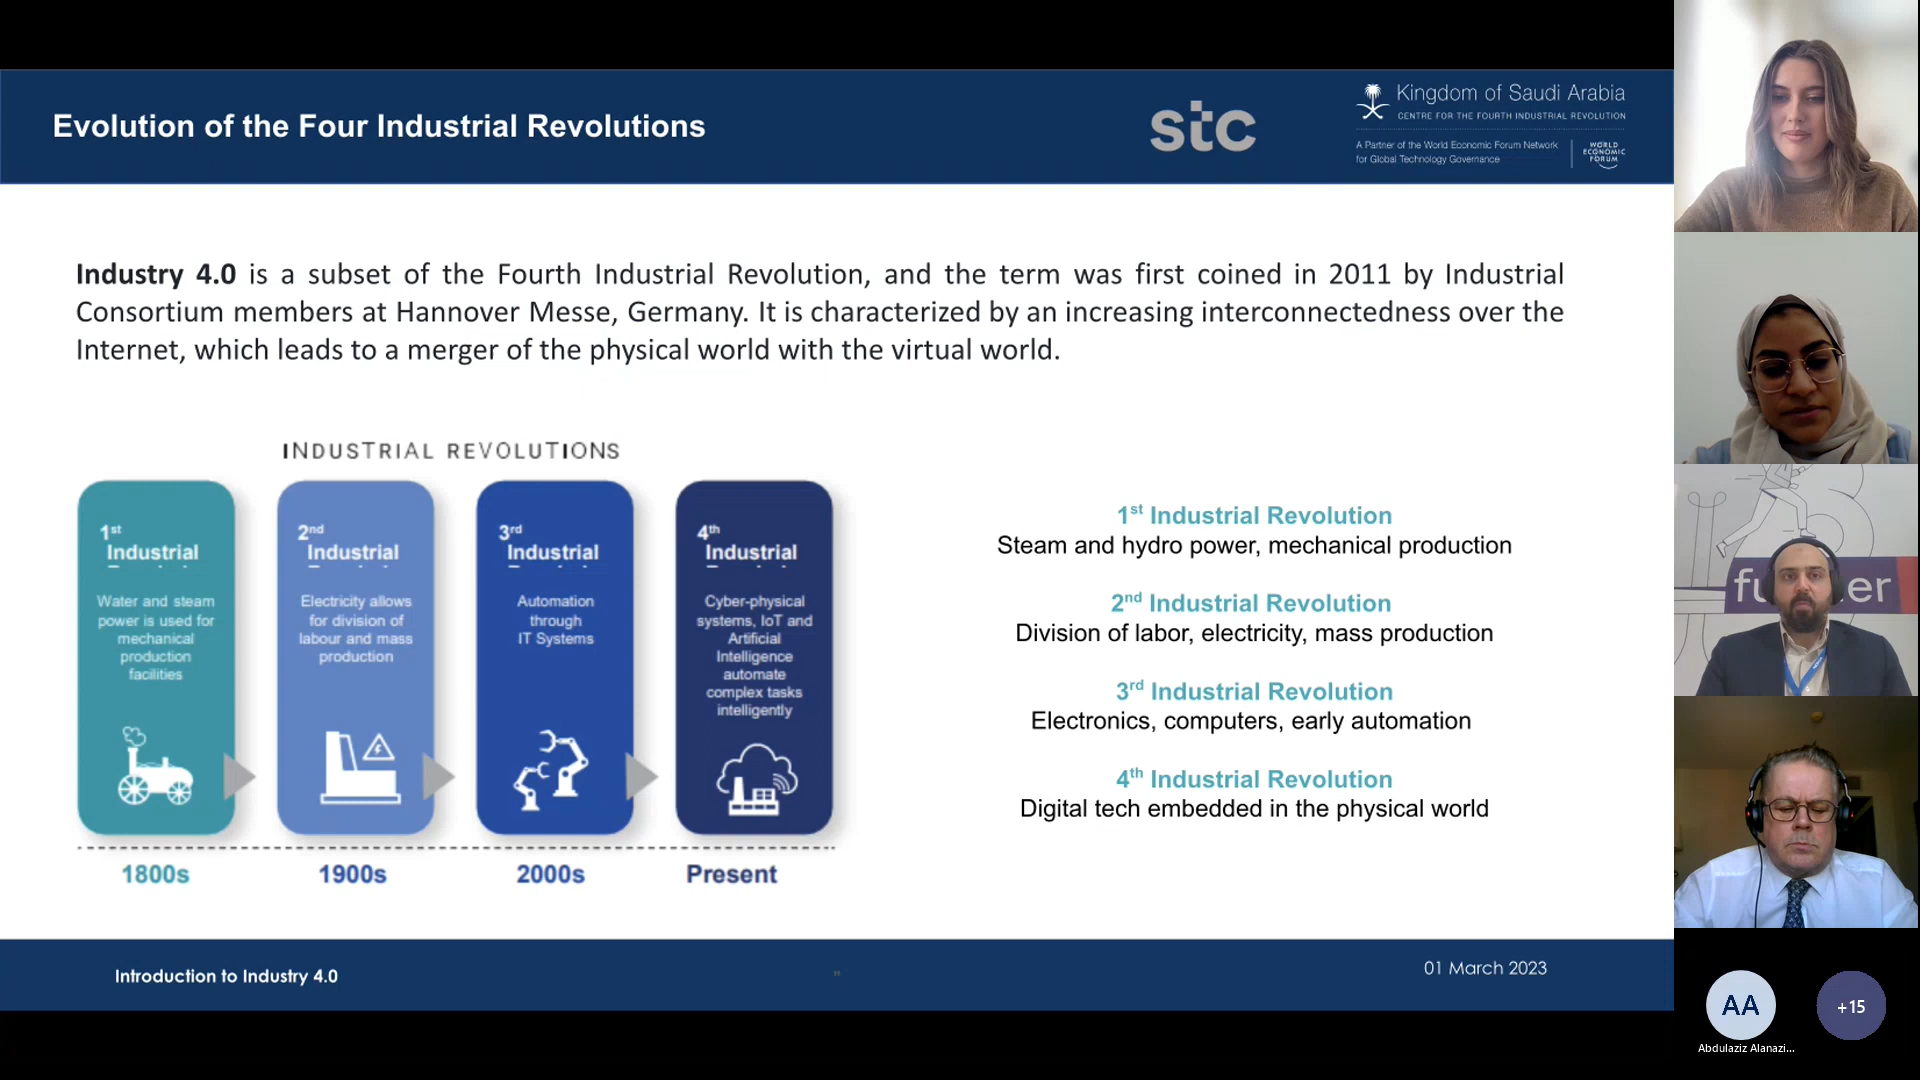 Evolution of the Four Industrial Revolutions
stc
Kingdom of Saudi Arabia
CENTRE FOR THE FOURTH INDUSTRIAL REVOLUTION
A Partner of the World Economic Forum Network
for Global Technology Governance
WORLD
ECONOMIC
FORUM
Industry 4.0 is a subset of the Fourth Industrial Revolution, and the term was first coined in 2011 by Industrial
Consortium members at Hannover Messe, Germany. It is characterized by an increasing interconnectedness over the
Internet, which leads to a merger of the physical world with the virtual world.
INDUSTRIAL REVOLUTIONS
1st
Industrial
Water and steam
power is used for
mechanical
production
facilities
1800s
2nd
Industrial
Electricity allows
for division of
labour and mass
production
1900s
3rd
Industrial
Automation
through
IT Systems
2000s
4th
Industrial
Cyber-physical
systems, IoT and
Artificial
Intelligence
automate
complex tasks
intelligently
Present
1st Industrial Revolution
Steam and hydro power, mechanical production
2nd Industrial Revolution
Division of labor, electricity, mass production
3rd Industrial Revolution
Electronics, computers, early automation
4th Industrial Revolution
Digital tech embedded in the physical world
Introduction to Industry 4.0
01 March 2023
AA
Abdulaziz Alanazi...
+15